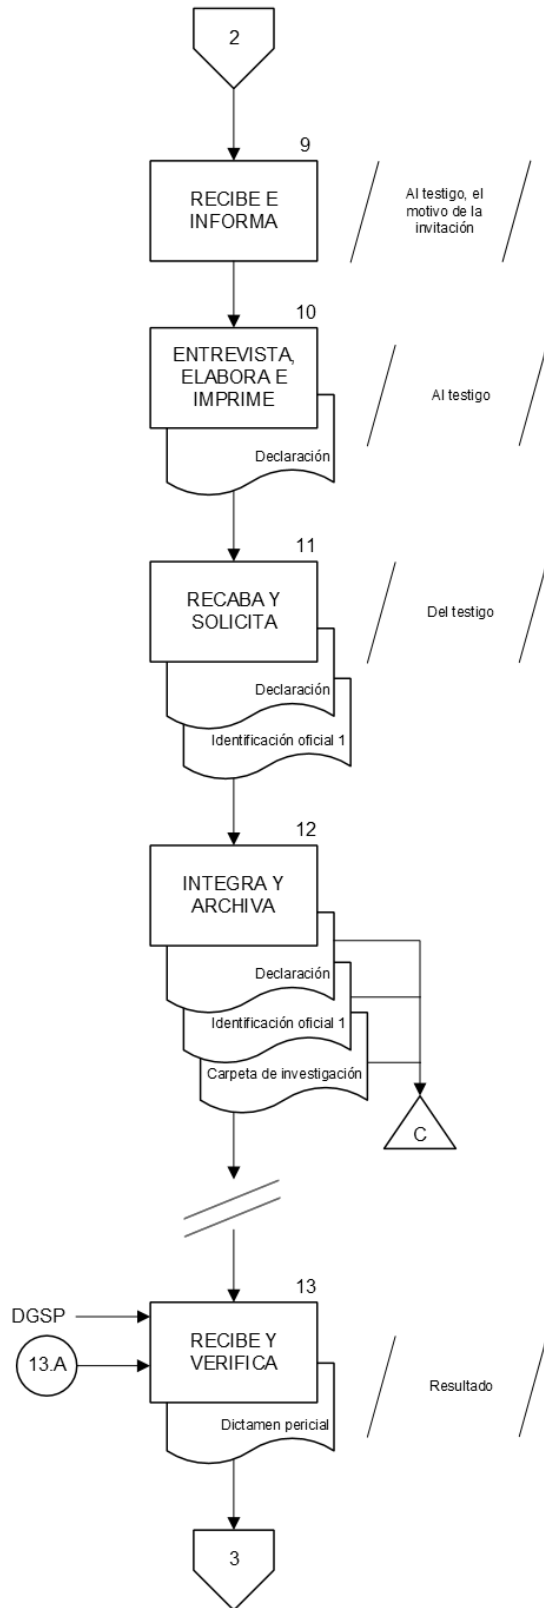 2
9
RECIBE E
INFORMA
Al testigo, el
motivo de la
invitación
10
ENTREVISTA,
ELABORA E
IMPRIME
Al testigo
Declaración
11
RECABA Y
SOLICITA
Del testigo
Declaración
Identificación oficial 1
12
INTEGRA Y
ARCHIVA
Declaración
Identificación oficial 1
Carpeta de investigación
C
13
DGSP
13.A
RECIBE Y
VERIFICA
Resultado
Dictamen pericial
3